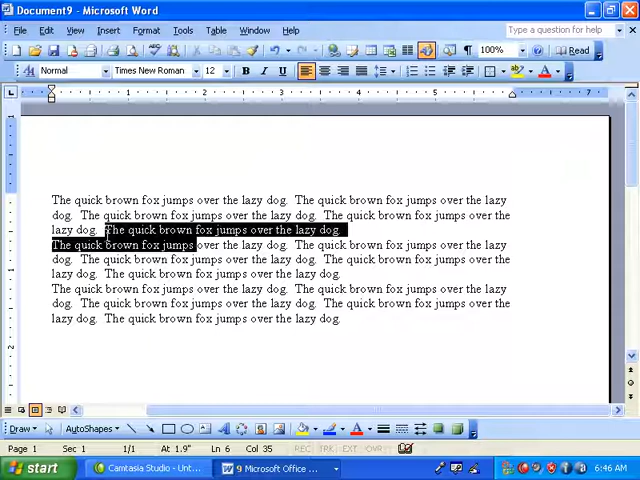 Document9 - Microsoft Word
File Edit View Insert Format Tools Table Window Help
Type a question for help
100% Read
Normal Times New Roman 12 B I U
1 2 3 4 5 6 7
The quick brown fox jumps over the lazy dog. The quick brown fox jumps over the lazy
dog. The quick brown fox jumps over the lazy dog. The quick brown fox jumps over the
lazy dog. The quick brown fox jumps over the lazy dog.
The quick brown fox jumps over the lazy dog. The quick brown fox jumps over the lazy
dog. The quick brown fox jumps over the lazy dog. The quick brown fox jumps over the
lazy dog. The quick brown fox jumps over the lazy dog.
The quick brown fox jumps over the lazy dog. The quick brown fox jumps over the lazy
dog. The quick brown fox jumps over the lazy dog. The quick brown fox jumps over the
lazy dog. The quick brown fox jumps over the lazy dog.
Draw AutoShapes
Page 1 Sec 1 1/1 At 1.9" Ln 6 Col 35 REC TRK EXT OVR
start Camtasia Studio - Unt... 9 Microsoft Office ... 6:46 AM